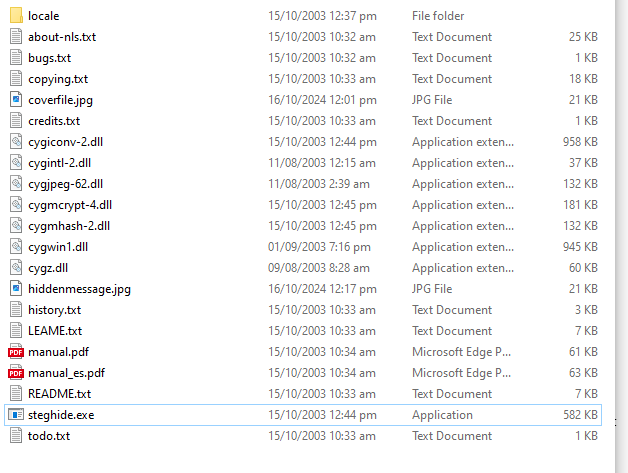 locale 15/10/2003 12:37 pm File folder
about-nls.txt 15/10/2003 10:32 am Text Document 25 KB
bugs.txt 15/10/2003 10:32 am Text Document 1 KB
copying.txt 15/10/2003 10:33 am Text Document 18 KB
coverfile.jpg 16/10/2024 12:01 pm JPG File 21 KB
credits.txt 15/10/2003 10:33 am Text Document 1 KB
cygiconv-2.dll 15/10/2003 12:44 pm Application exten... 958 KB
cygintl-2.dll 11/08/2003 12:15 am Application exten... 37 KB
cygjpeg-62.dll 11/08/2003 2:39 am Application exten... 132 KB
cygmcrypt-4.dll 15/10/2003 12:45 pm Application exten... 181 KB
cygmhash-2.dll 15/10/2003 12:45 pm Application exten... 132 KB
cygwin1.dll 01/09/2003 7:16 pm Application exten... 945 KB
cygz.dll 09/08/2003 8:28 am Application exten... 60 KB
hiddenmessage.jpg 16/10/2024 12:17 pm JPG File 21 KB
history.txt 15/10/2003 10:33 am Text Document 3 KB
LEAME.txt 15/10/2003 10:33 am Text Document 7 KB
PDF manual.pdf 15/10/2003 10:34 am Microsoft Edge P... 61 KB
PDF manual_es.pdf 15/10/2003 10:34 am Microsoft Edge P... 63 KB
README.txt 15/10/2003 10:33 am Text Document 7 KB
steghide.exe 15/10/2003 12:44 pm Application 582 KB
todo.txt 15/10/2003 10:33 am Text Document 1 KB